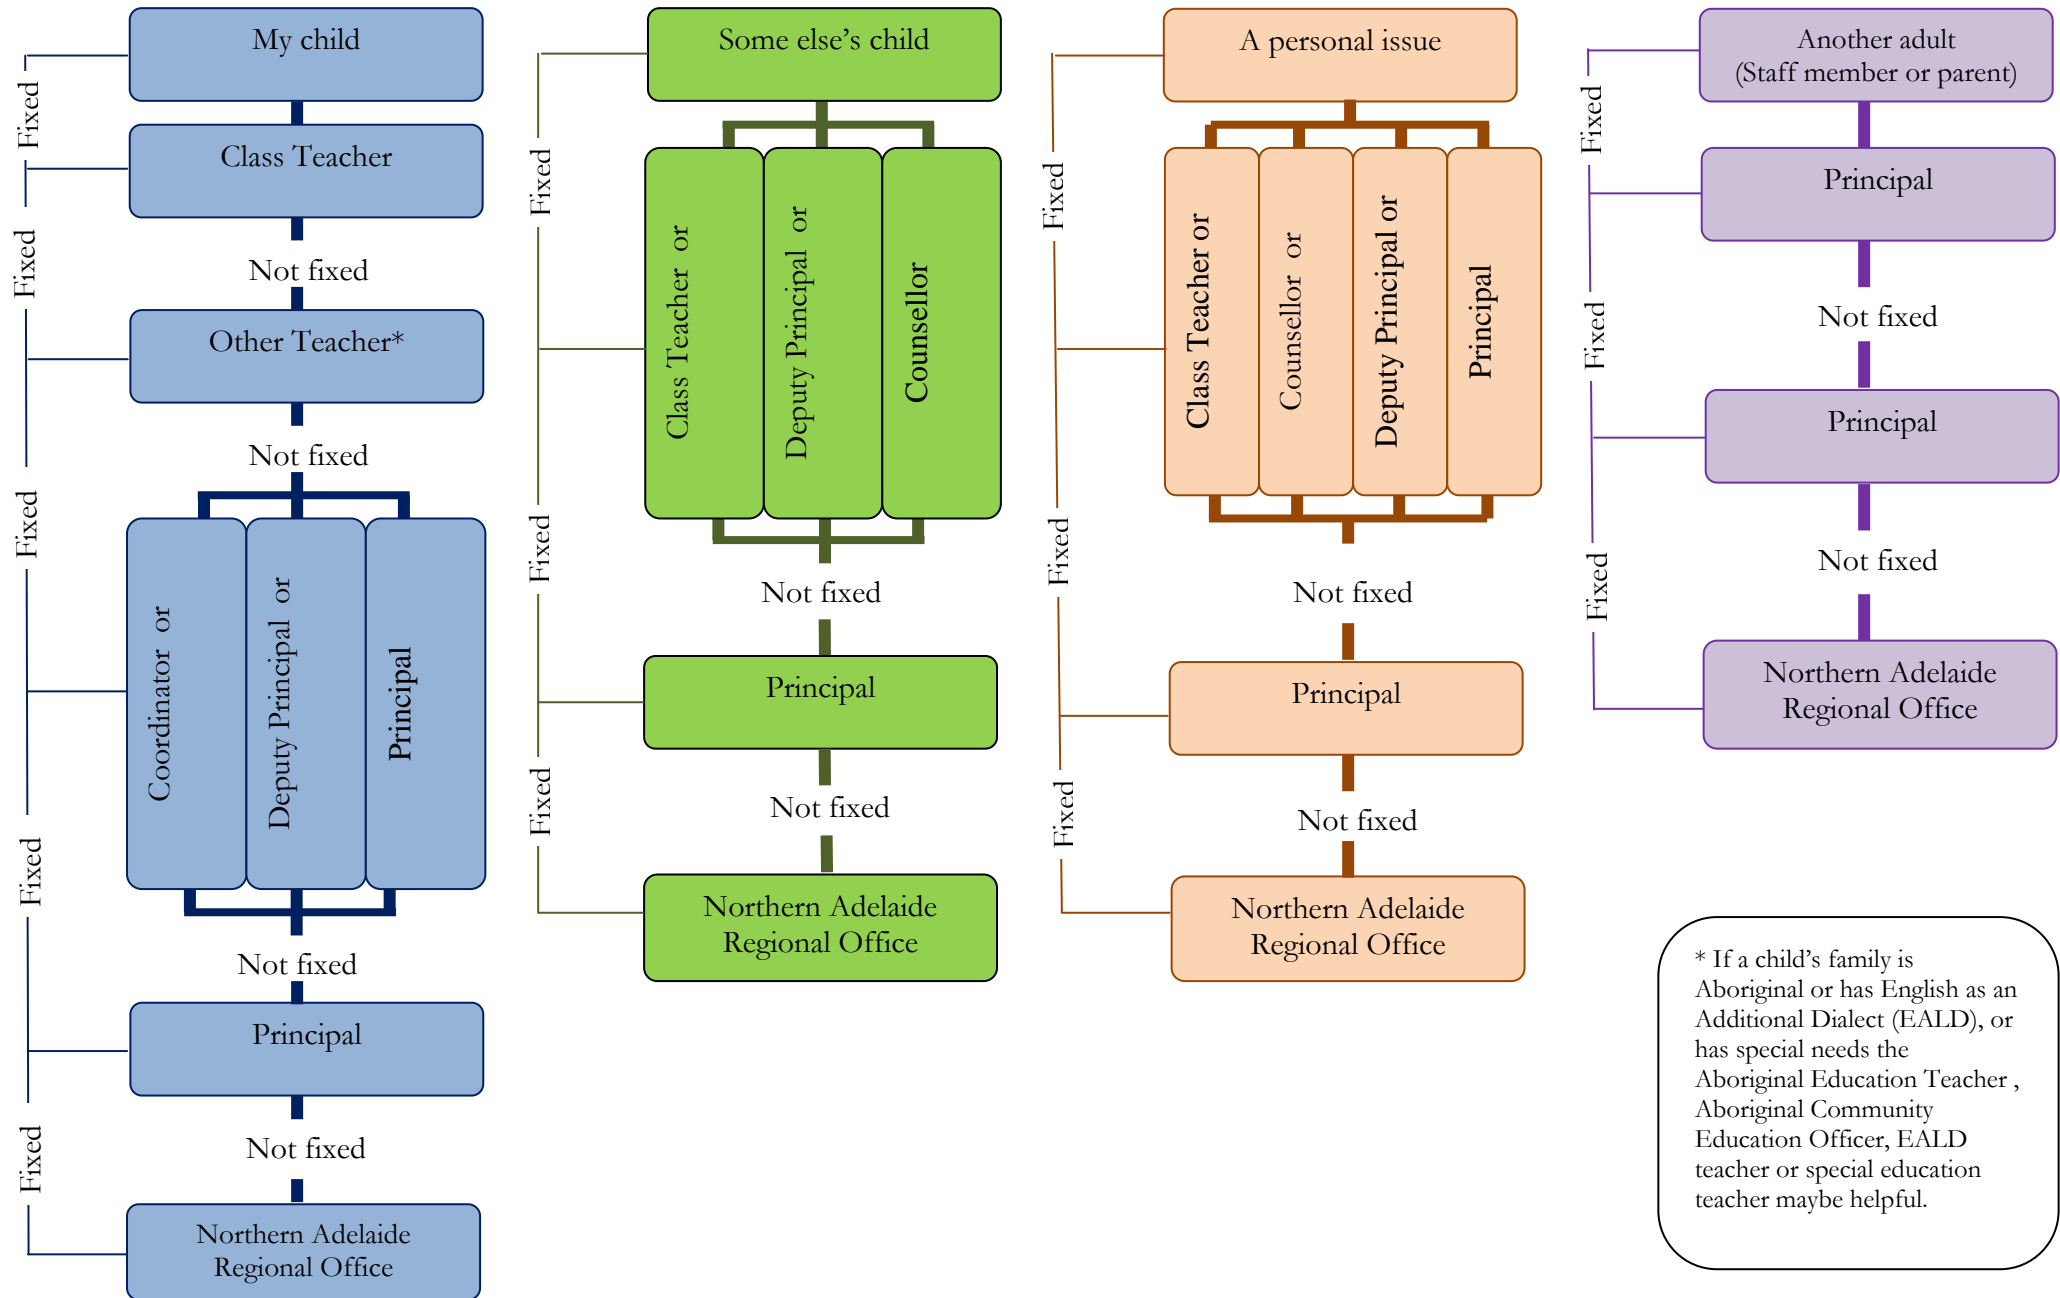 My child
Fixed
Class Teacher
Fixed
Not fixed
Other Teacher*
Not fixed
Fixed
Coordinator or
Deputy Principal or
Principal
Fixed
Not fixed
Principal
Fixed
Not fixed
Northern Adelaide
Regional Office
Some else’s child
Fixed
Class Teacher or
Deputy Principal or
Counsellor
Fixed
Not fixed
Principal
Fixed
Not fixed
Northern Adelaide
Regional Office
A personal issue
Fixed
Class Teacher or
Counsellor or
Deputy Principal or
Principal
Fixed
Not fixed
Principal
Fixed
Not fixed
Northern Adelaide
Regional Office
Another adult
(Staff member or parent)
Fixed
Principal
Fixed
Not fixed
Principal
Fixed
Not fixed
Northern Adelaide
Regional Office
* If a child’s family is
Aboriginal or has English as an
Additional Dialect (EALD), or
has special needs the
Aboriginal Education Teacher ,
Aboriginal Community
Education Officer, EALD
teacher or special education
teacher maybe helpful.